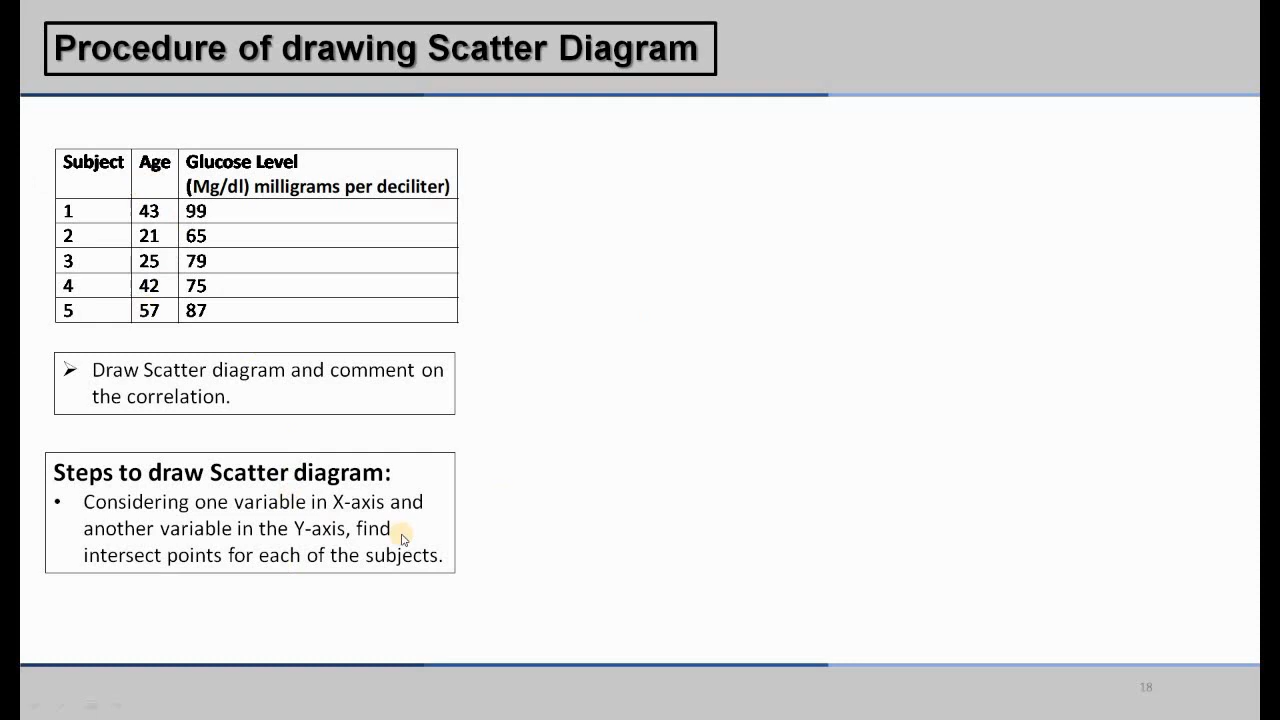 Procedure of drawing Scatter Diagram
Subject Age Glucose Level
(Mg/dl) milligrams per deciliter)
1 43 99
2 21 65
3 25 79
4 42 75
5 57 87
➢ Draw Scatter diagram and comment on
the correlation.
Steps to draw Scatter diagram:
• Considering one variable in X-axis and
another variable in the Y-axis, find
intersect points for each of the subjects.
18